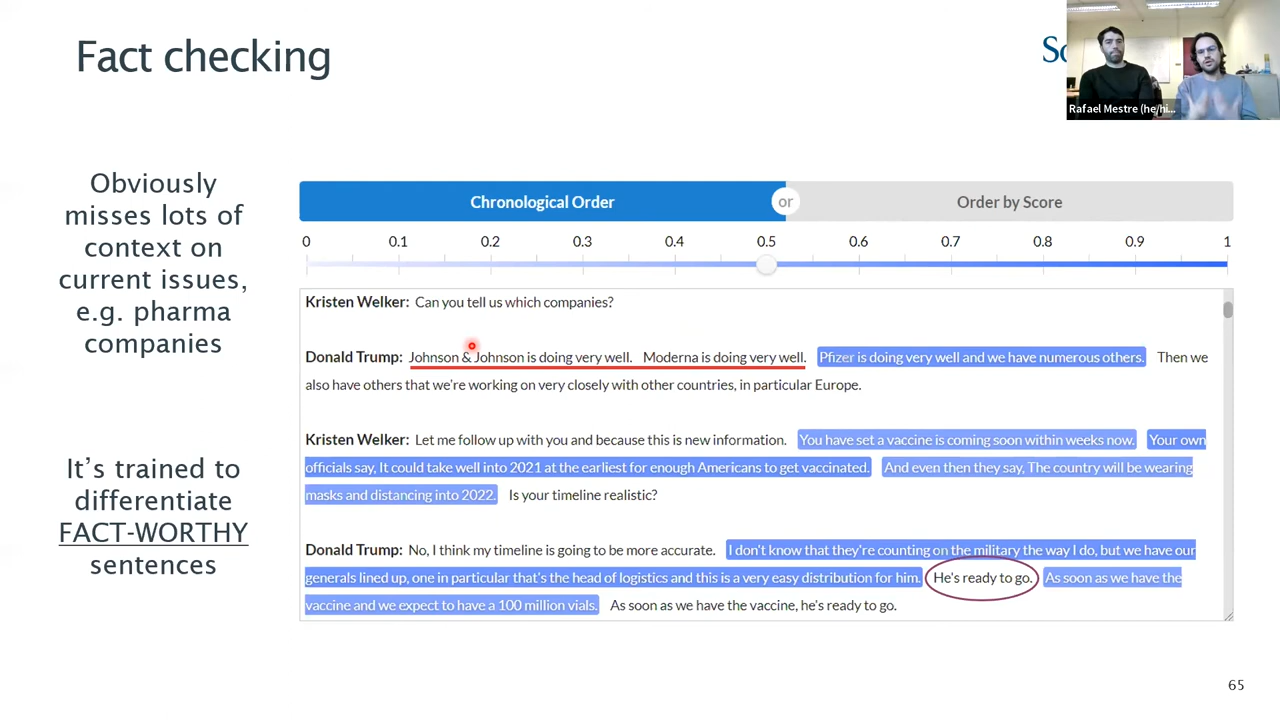 Fact checking
So
Rafael Mestre (he/hi...
Obviously
misses lots of
context on
current issues,
e.g. pharma
companies
It's trained to
differentiate
FACT-WORTHY
sentences
Chronological Order or Order by Score
0 0.1 0.2 0.3 0.4 0.5 0.6 0.7 0.8 0.9 1
Kristen Welker: Can you tell us which companies?
Donald Trump: Johnson & Johnson is doing very well. Moderna is doing very well. Pfizer is doing very well and we have numerous others. Then we
also have others that we're working on very closely with other countries, in particular Europe.
Kristen Welker: Let me follow up with you and because this is new information. You have set a vaccine is coming soon within weeks now. Your own
officials say, It could take well into 2021 at the earliest for enough Americans to get vaccinated. And even then they say, The country will be wearing
masks and distancing into 2022. Is your timeline realistic?
Donald Trump: No, I think my timeline is going to be more accurate. I don't know that they're counting on the military the way I do, but we have our
generals lined up, one in particular that's the head of logistics and this is a very easy distribution for him. He's ready to go. As soon as we have the
vaccine and we expect to have a 100 million vials. As soon as we have the vaccine, he's ready to go.
65